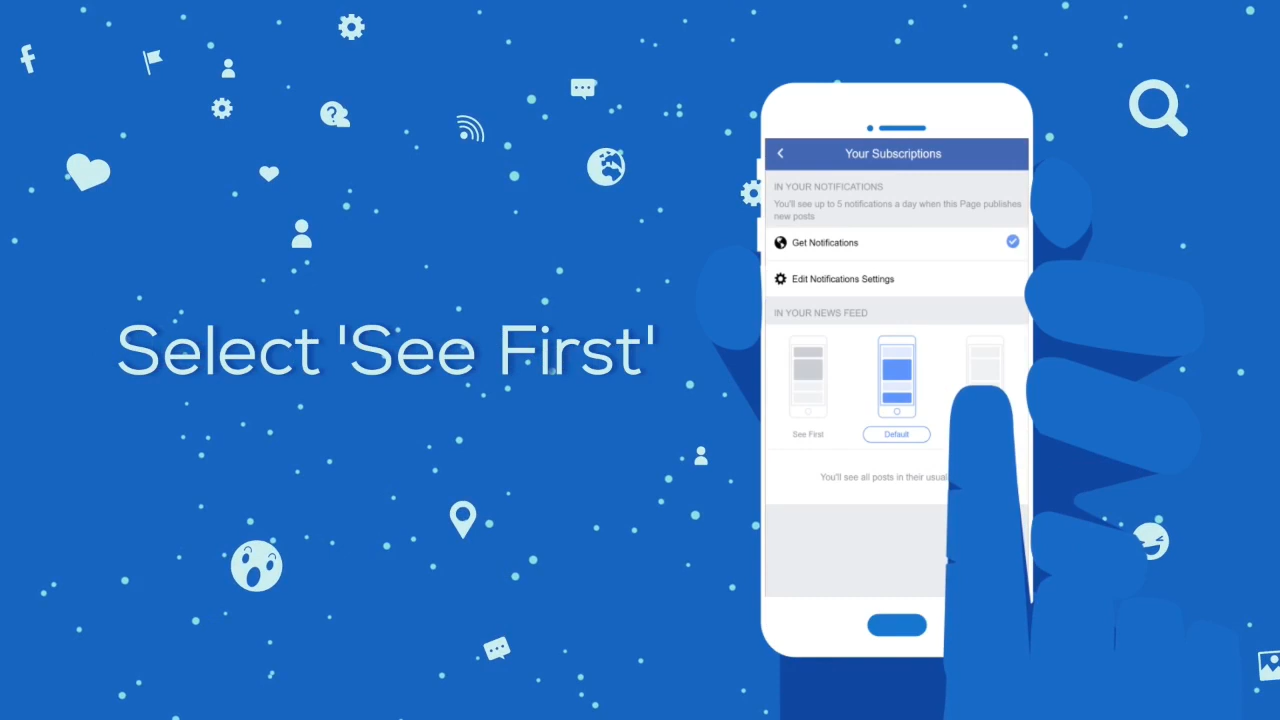 Select 'See First'
Your Subscriptions
IN YOUR NOTIFICATIONS
You'll see up to 5 notifications a day when this Page publishes
new posts
Get Notifications
Edit Notifications Settings
IN YOUR NEWS FEED
See First
Default
You'll see all posts in their usual